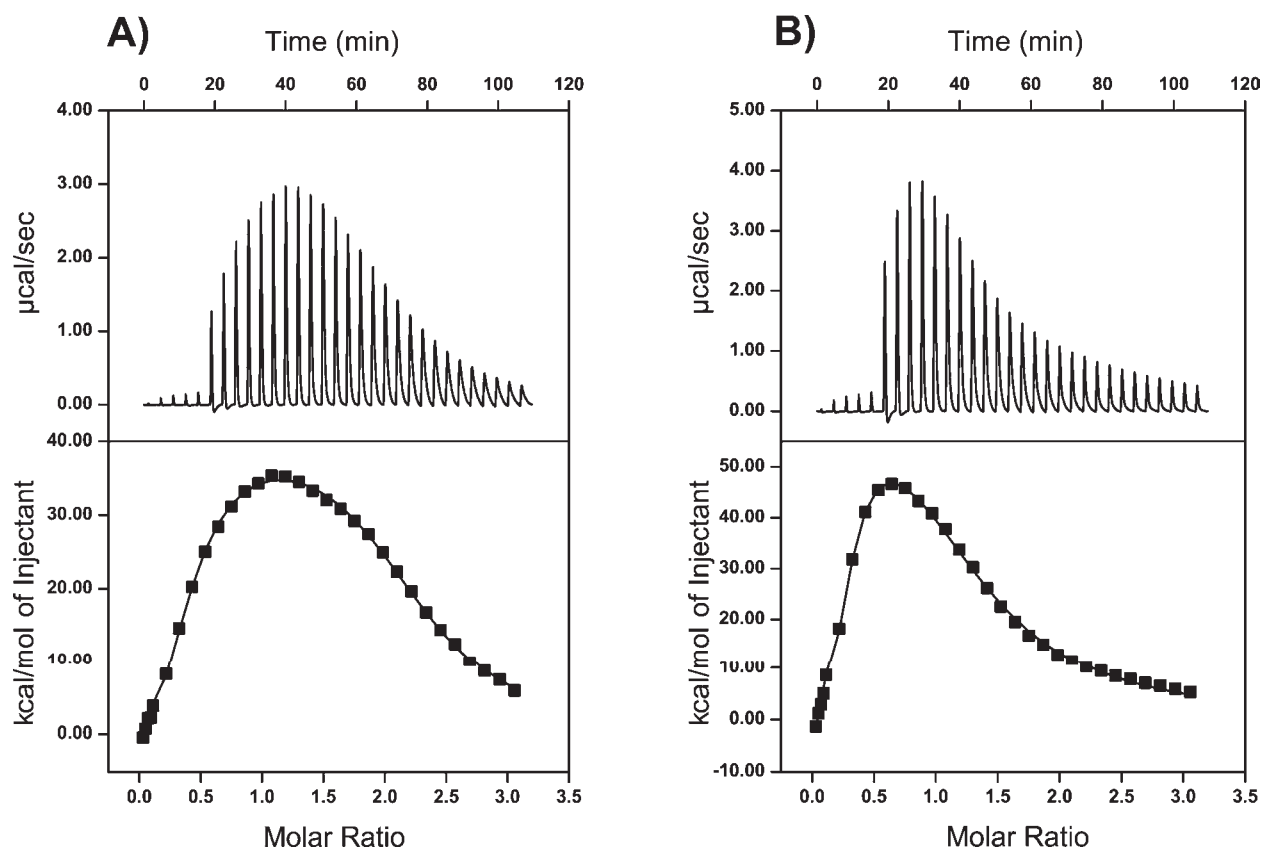 A)
Time (min)
0 20 40 60 80 100 120
4.00
3.00
2.00
1.00
0.00
µcal/sec
40.00
30.00
20.00
10.00
0.00
kcal/mol of Injectant
0.0 0.5 1.0 1.5 2.0 2.5 3.0 3.5
Molar Ratio
B)
Time (min)
0 20 40 60 80 100 120
5.00
4.00
3.00
2.00
1.00
0.00
µcal/sec
50.00
40.00
30.00
20.00
10.00
0.00
-10.00
kcal/mol of Injectant
0.0 0.5 1.0 1.5 2.0 2.5 3.0 3.5
Molar Ratio